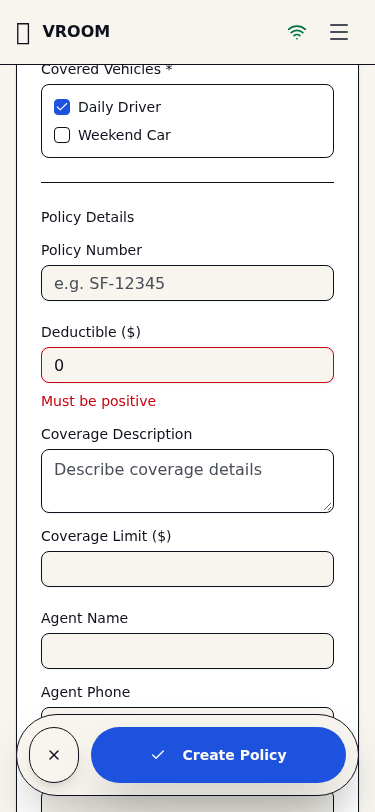 VROOM
Covered Vehicles *
Daily Driver
Weekend Car
Policy Details
Policy Number
e.g. SF-12345
Deductible ($)
0
Must be positive
Coverage Description
Describe coverage details
Coverage Limit ($)
Agent Name
Agent Phone
Create Policy